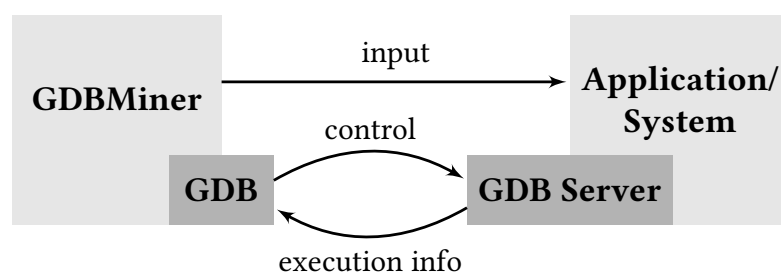 input
GDBMiner
Application/
System
control
GDB
GDB Server
execution info